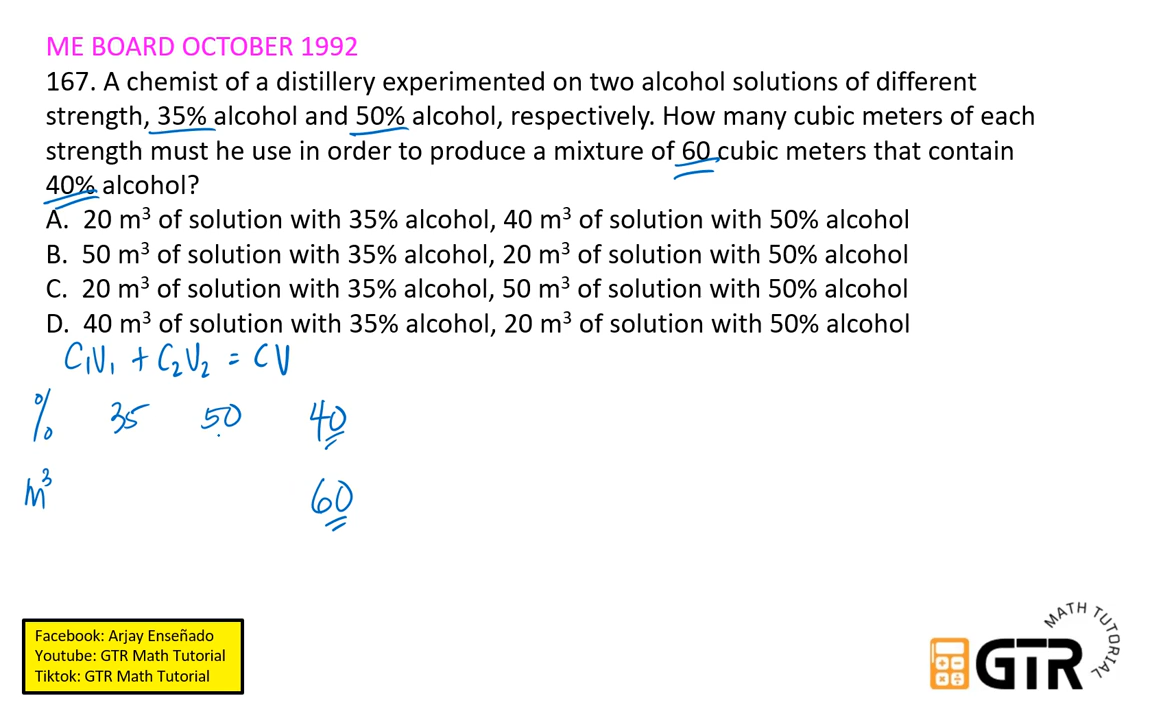 ME BOARD OCTOBER 1992
167. A chemist of a distillery experimented on two alcohol solutions of different
strength, 35% alcohol and 50% alcohol, respectively. How many cubic meters of each
strength must he use in order to produce a mixture of 60 cubic meters that contain
40% alcohol?
A. 20 m³ of solution with 35% alcohol, 40 m³ of solution with 50% alcohol
B. 50 m³ of solution with 35% alcohol, 20 m³ of solution with 50% alcohol
C. 20 m³ of solution with 35% alcohol, 50 m³ of solution with 50% alcohol
D. 40 m³ of solution with 35% alcohol, 20 m³ of solution with 50% alcohol
C₁V₁ + C₂V₂ = CV
% 35 50 40
m³ 60
Facebook: Arjay Enseñado
Youtube: GTR Math Tutorial
Tiktok: GTR Math Tutorial
GTR
MATH TUTORIAL